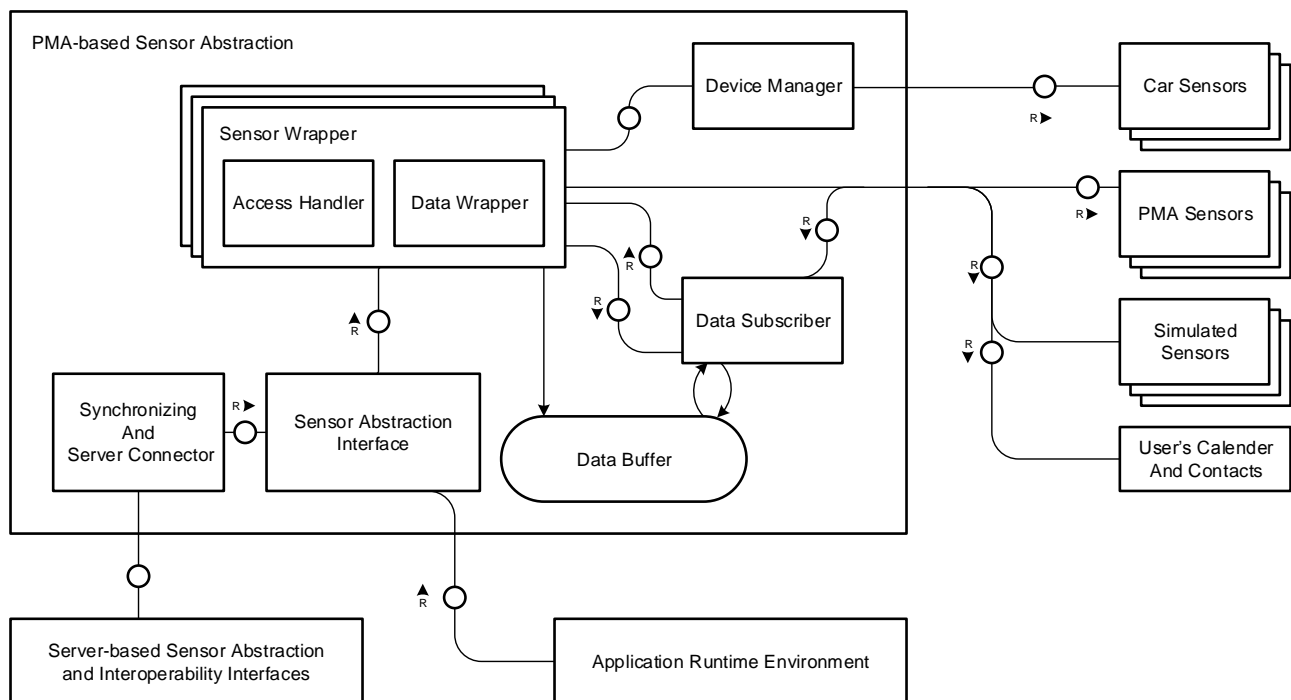 PMA-based Sensor Abstraction
Device Manager
Car Sensors
R
Sensor Wrapper
Access Handler
Data Wrapper
PMA Sensors
R
R
R
R
R
R
Data Subscriber
Simulated
Sensors
R
R
Synchronizing
And
Server Connector
R
Sensor Abstraction
Interface
Data Buffer
User's Calender
And Contacts
R
Server-based Sensor Abstraction
and Interoperability Interfaces
Application Runtime Environment